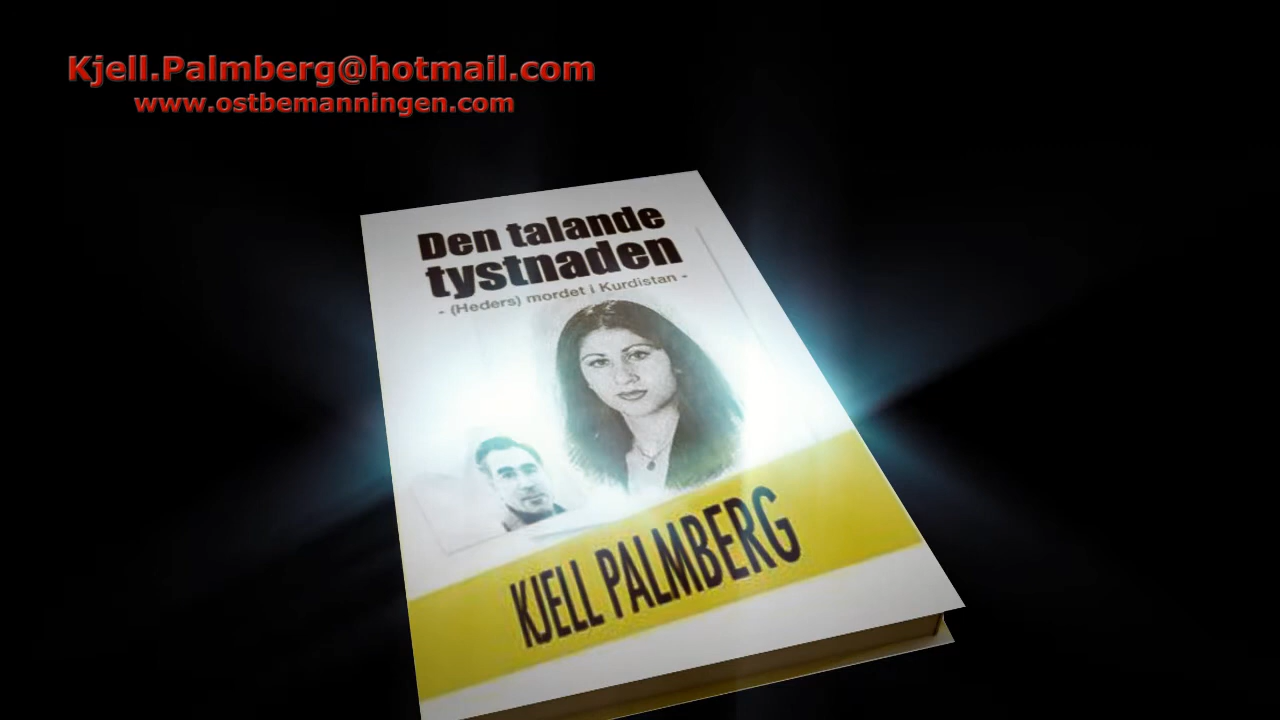 Kjell.Palmberg@hotmail.com
www.ostbemanningen.com
Den talande
tystnaden
- (Heders) mordet i Kurdistan -
KJELL PALMBERG